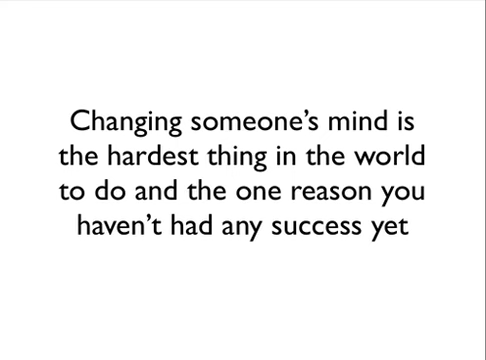 Changing someone’s mind is
the hardest thing in the world
to do and the one reason you
haven’t had any success yet